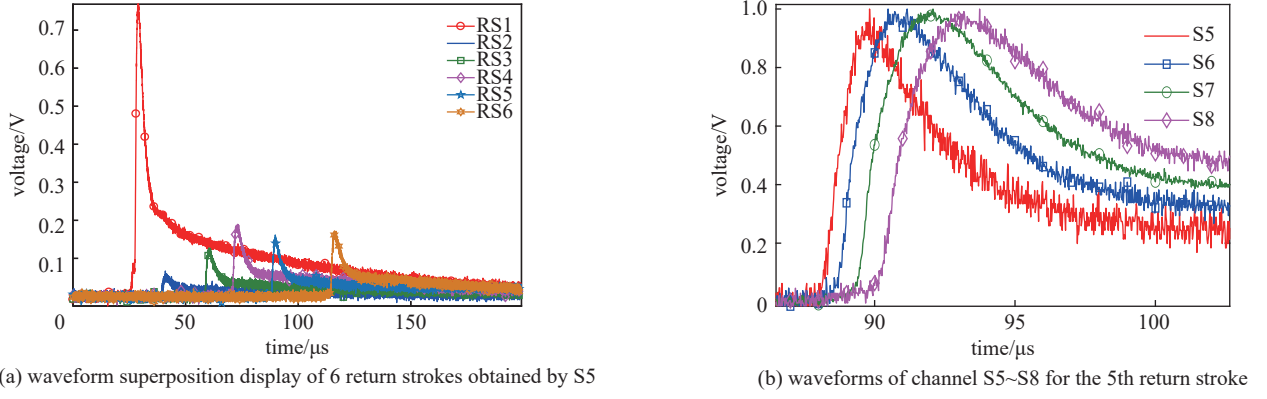 0.7
0.5
0.4
0.3
0.2
0.1
voltage/V
0
50
100
150
time/μs
RS1
RS2
RS3
RS4
RS5
RS6
(a) waveform superposition display of 6 return strokes obtained by S5
1.0
0.8
0.6
0.4
0.2
0
voltage/V
90
95
100
time/μs
S5
S6
S7
S8
(b) waveforms of channel S5~S8 for the 5th return stroke